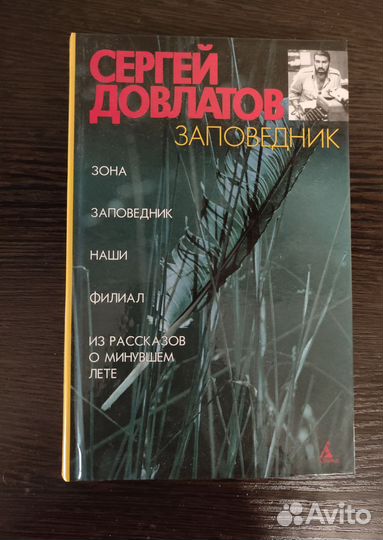 СЕРГЕЙ
ДОВЛАТОВ
ЗАПОВЕДНИК
ЗОНА
ЗАПОВЕДНИК
НАШИ
ФИЛИАЛ
ИЗ РАССКАЗОВ
О МИНУВШЕМ
ЛЕТЕ
Avito